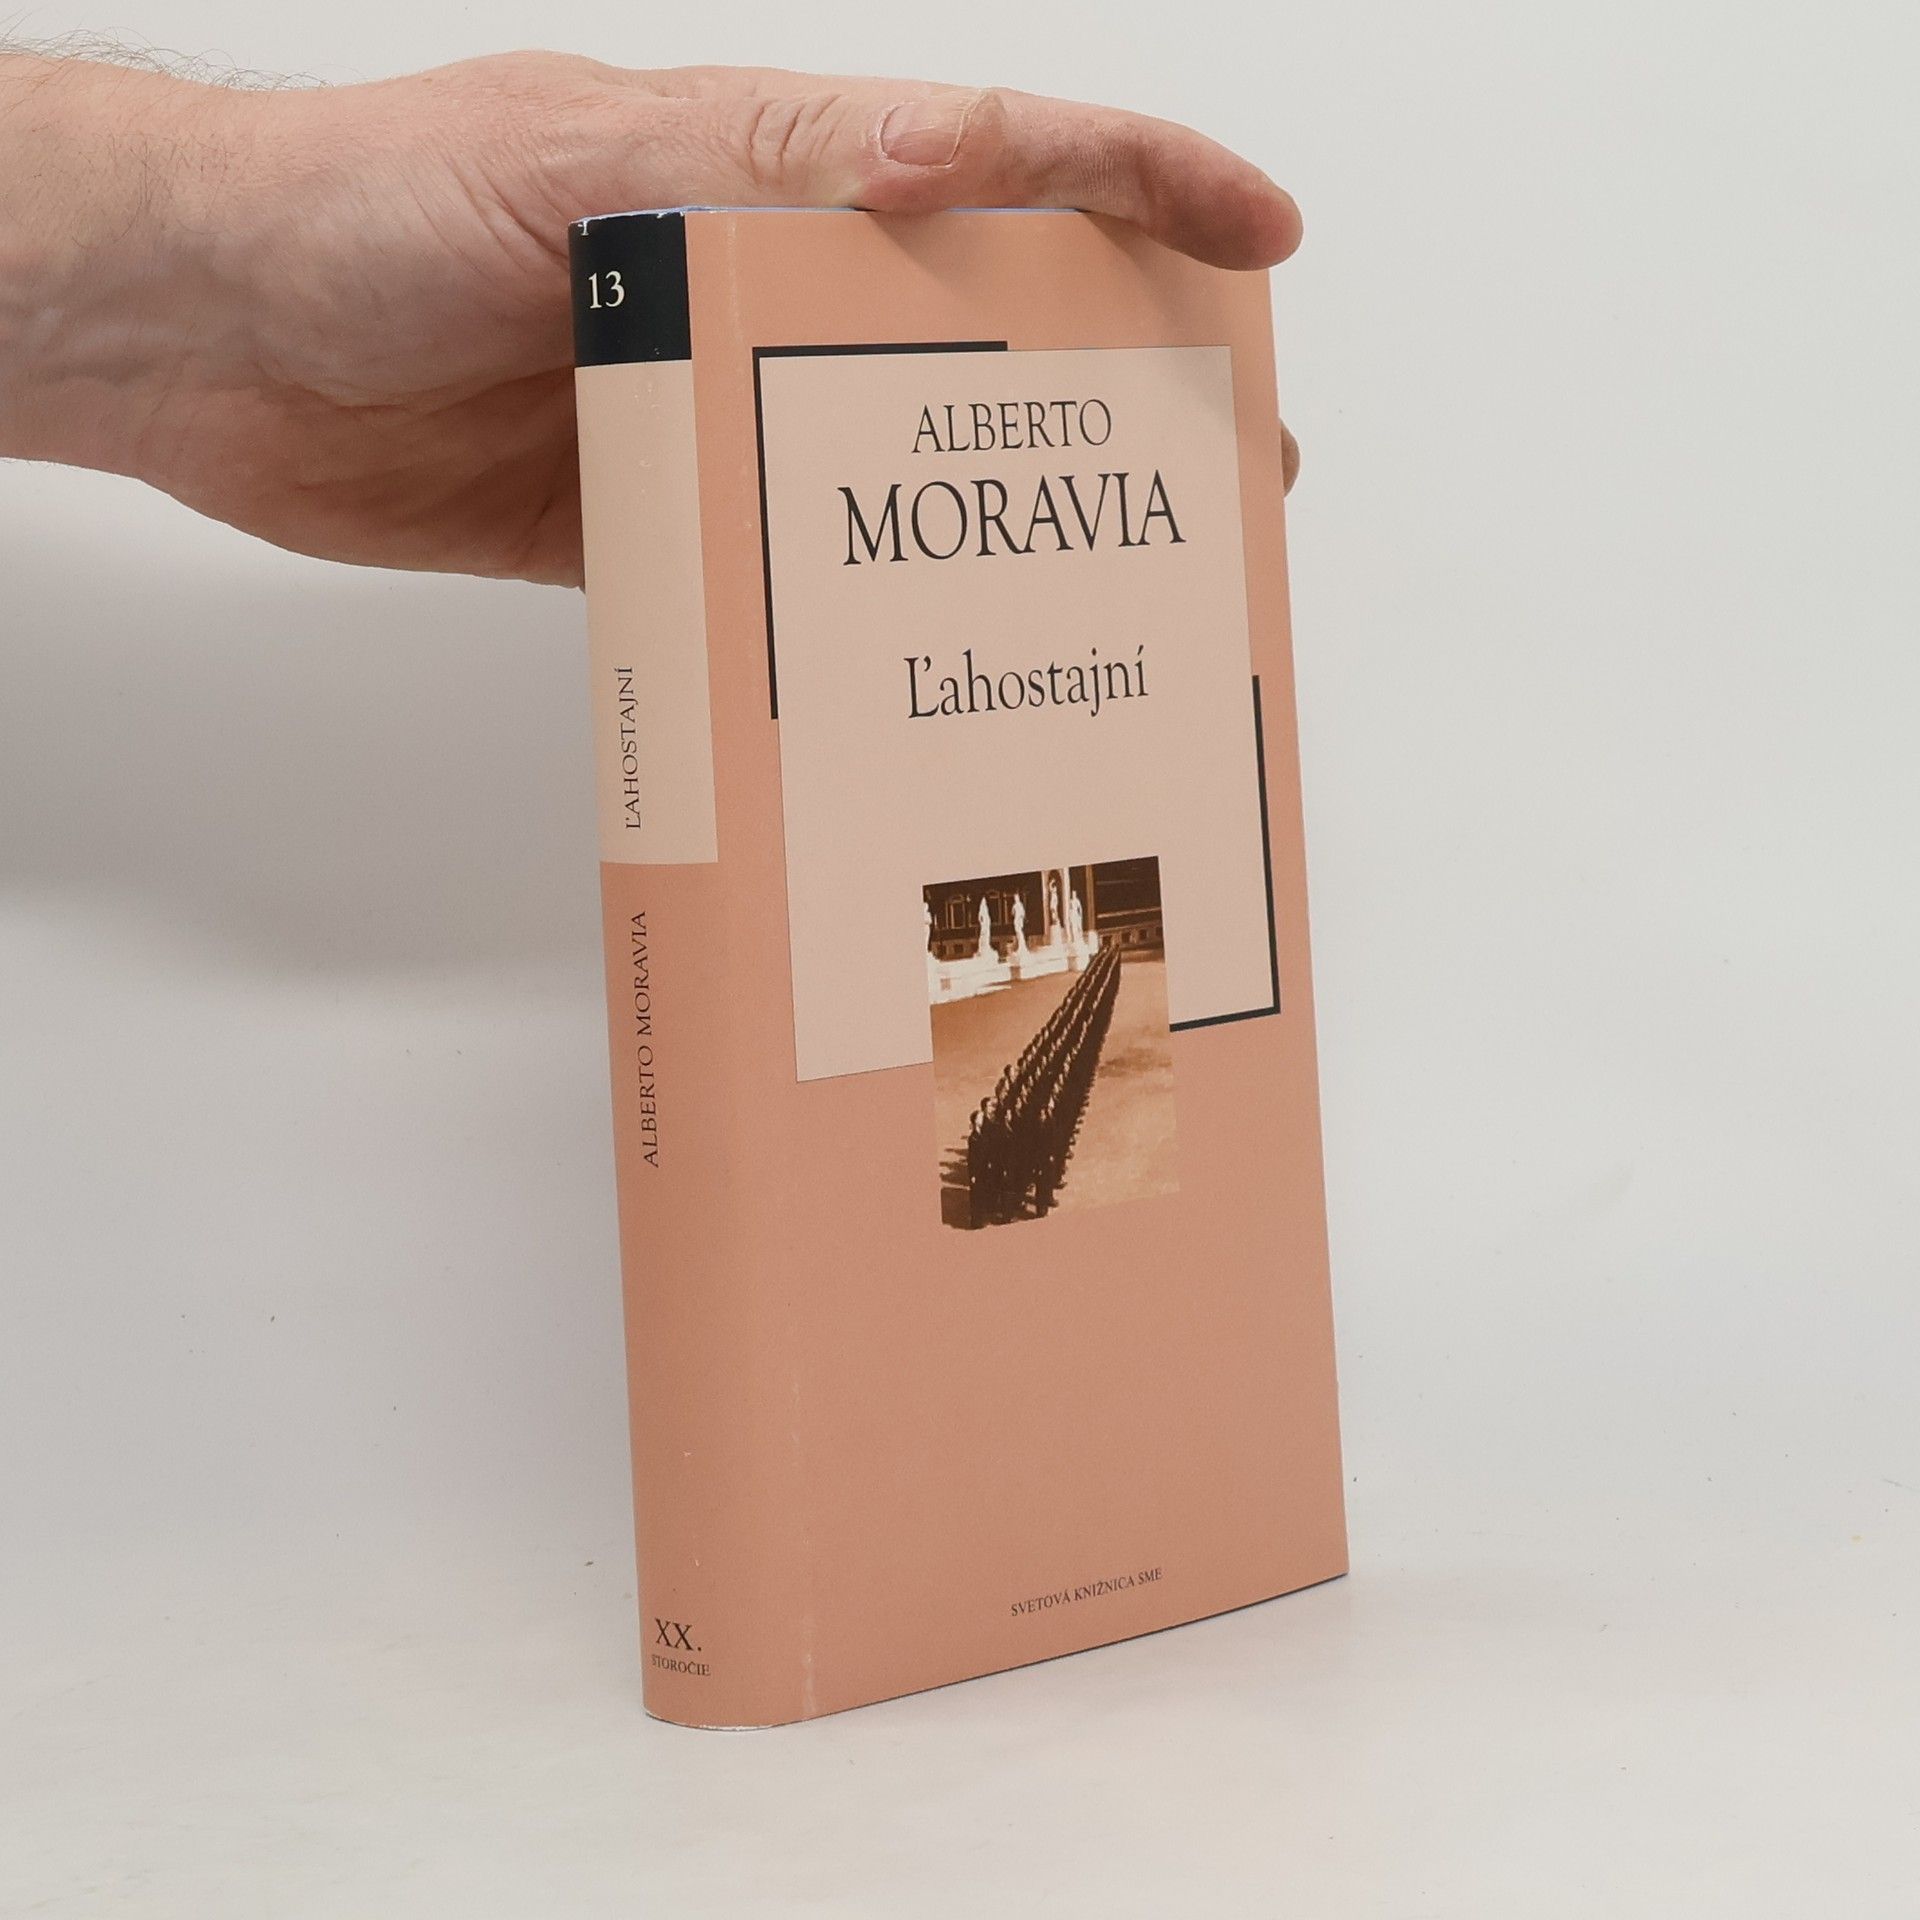 13
ĽAHOSTAJNÍ
ALBERTO MORAVIA
XX.
STOROČIE
ALBERTO
MORAVIA
Ľahostajní
SVETOVÁ KNIŽNICA SME